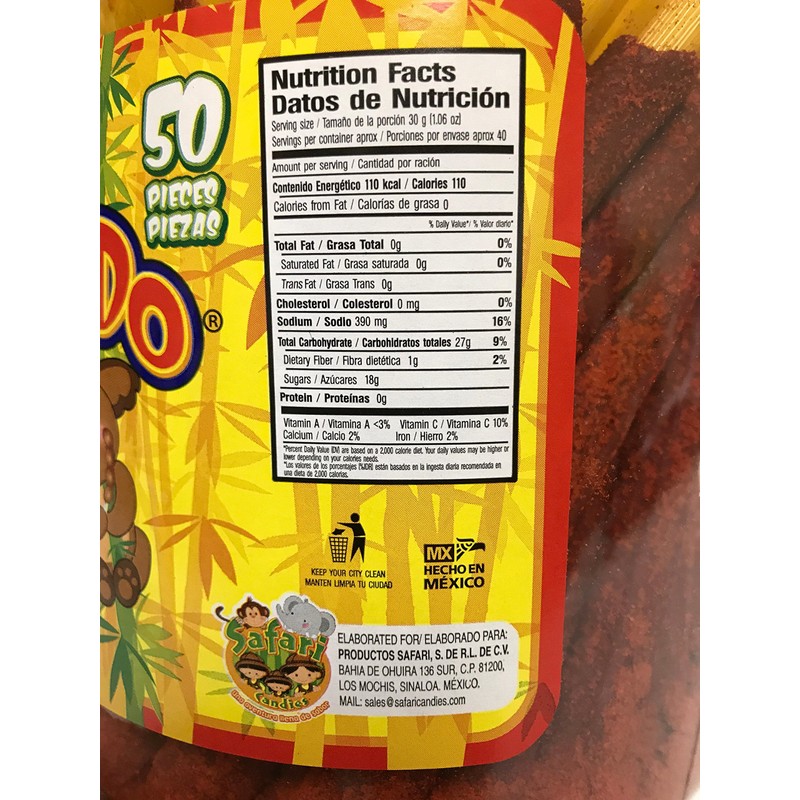 50
PIECES
PIEZAS
DO®
Nutrition Facts
Datos de Nutrición
Serving size / Tamaño de la porción 30 g (1.06 oz)
Servings per container aprox / Porciones por envase aprox 40
Amount per serving / Cantidad por ración
Contenido Energético 110 kcal / Calories 110
Calories from Fat / Calorías de grasa 0
% Daily Value*/ % Valor diario*
Total Fat / Grasa Total 0g 0%
Saturated Fat / Grasa saturada 0g 0%
Trans Fat / Grasa Trans 0g
Cholesterol / Colesterol 0 mg 0%
Sodium / Sodio 390 mg 16%
Total Carbohydrate / Carbohidratos totales 27g 9%
Dietary Fiber / Fibra dietética 1g 2%
Sugars / Azúcares 18g
Protein / Proteínas 0g
Vitamin A / Vitamina A <3% Vitamin C / Vitamina C 10%
Calcium / Calcio 2% Iron / Hierro 2%
*Percent Daily Value (DV) are based on a 2,000 calorie diet. Your daily values may be higher or
lower depending on your calories needs.
*Los valores de los porcentajes (%IDR) están basados en la ingesta diaria recomendada en
una dieta de 2,000 calorías.
KEEP YOUR CITY CLEAN
MANTEN LIMPIA TU CIUDAD
MX
HECHO EN
MÉXICO
Safari
Candies
una aventura llena de sabor
ELABORATED FOR/ ELABORADO PARA:
PRODUCTOS SAFARI, S. DE R.L. DE C.V.
BAHIA DE OHUIRA 136 SUR, C.P. 81200,
LOS MOCHIS, SINALOA. MÉXICO.
MAIL: sales@safaricandies.com